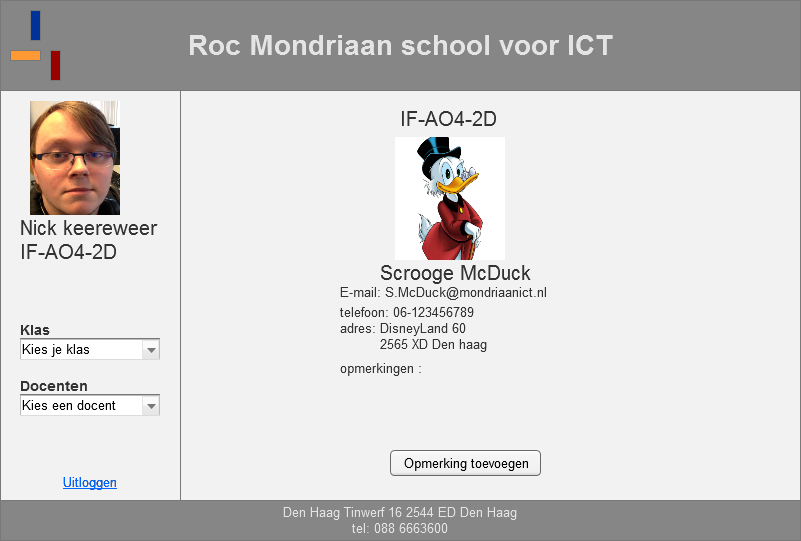 Roc Mondriaan school voor ICT
Nick keereweer
IF-AO4-2D
Klas
Kies je klas
Docenten
Kies een docent
Uitloggen
IF-AO4-2D
Scrooge McDuck
E-mail: S.McDuck@mondriaanict.nl
telefoon: 06-123456789
adres: DisneyLand 60
2565 XD Den haag
opmerkingen :
Opmerking toevoegen
Den Haag Tinwerf 16 2544 ED Den Haag
tel: 088 6663600